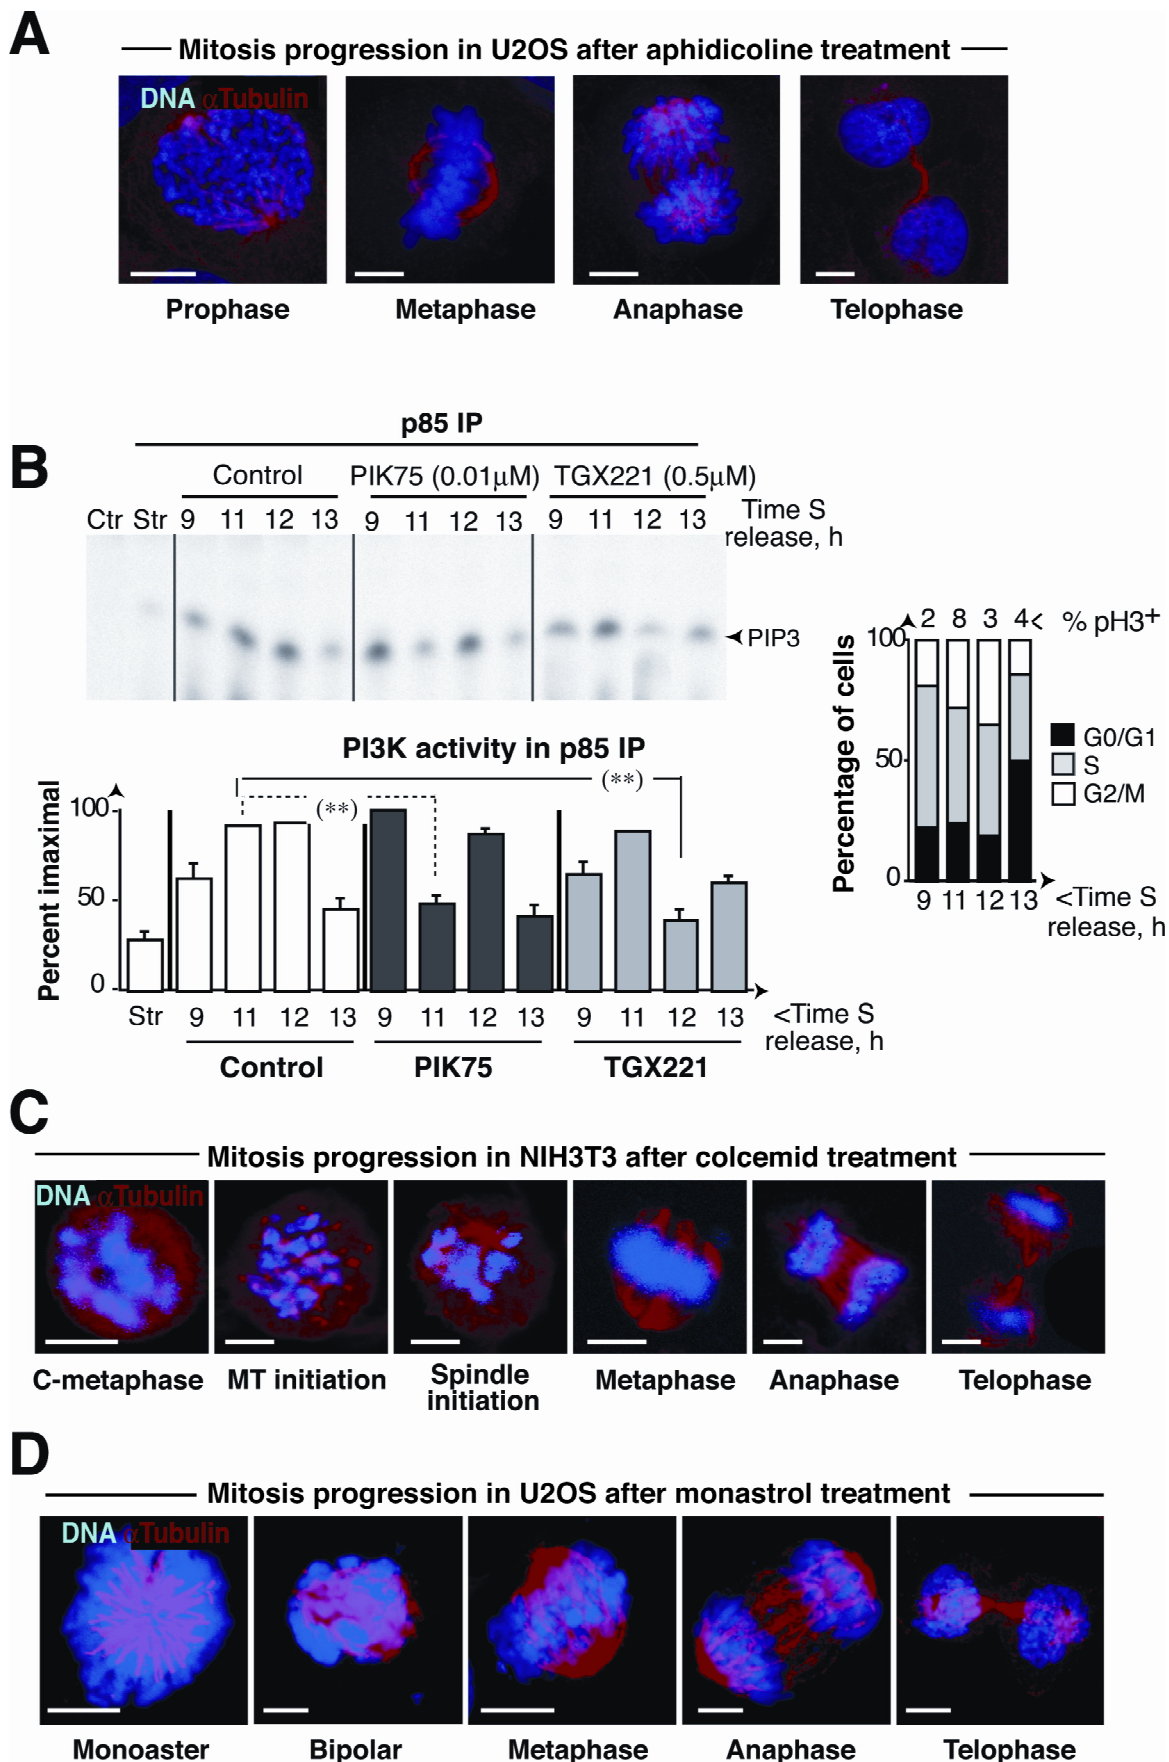 A
Mitosis progression in U2OS after aphidicoline treatment
DNA αTubulin
Prophase Metaphase Anaphase Telophase
B
p85 IP
Control PIK75 (0.01μM) TGX221 (0.5μM)
Ctr Str 9 11 12 13 9 11 12 13 9 11 12 13 Time S
release, h
PIP3
PI3K activity in p85 IP
Percent imaximal
100
50
0
(**)
(**)
Str 9 11 12 13 9 11 12 13 9 11 12 13 <Time S
release, h
Control PIK75 TGX221
2 8 3 4< % pH3+
Percentage of cells
100
50
0
G0/G1
S
G2/M
9 11 12 13 <Time S
release, h
C
Mitosis progression in NIH3T3 after colcemid treatment
DNA αTubulin
C-metaphase MT initiation Spindle
initiation Metaphase Anaphase Telophase
D
Mitosis progression in U2OS after monastrol treatment
DNA αTubulin
Monoaster Bipolar Metaphase Anaphase Telophase